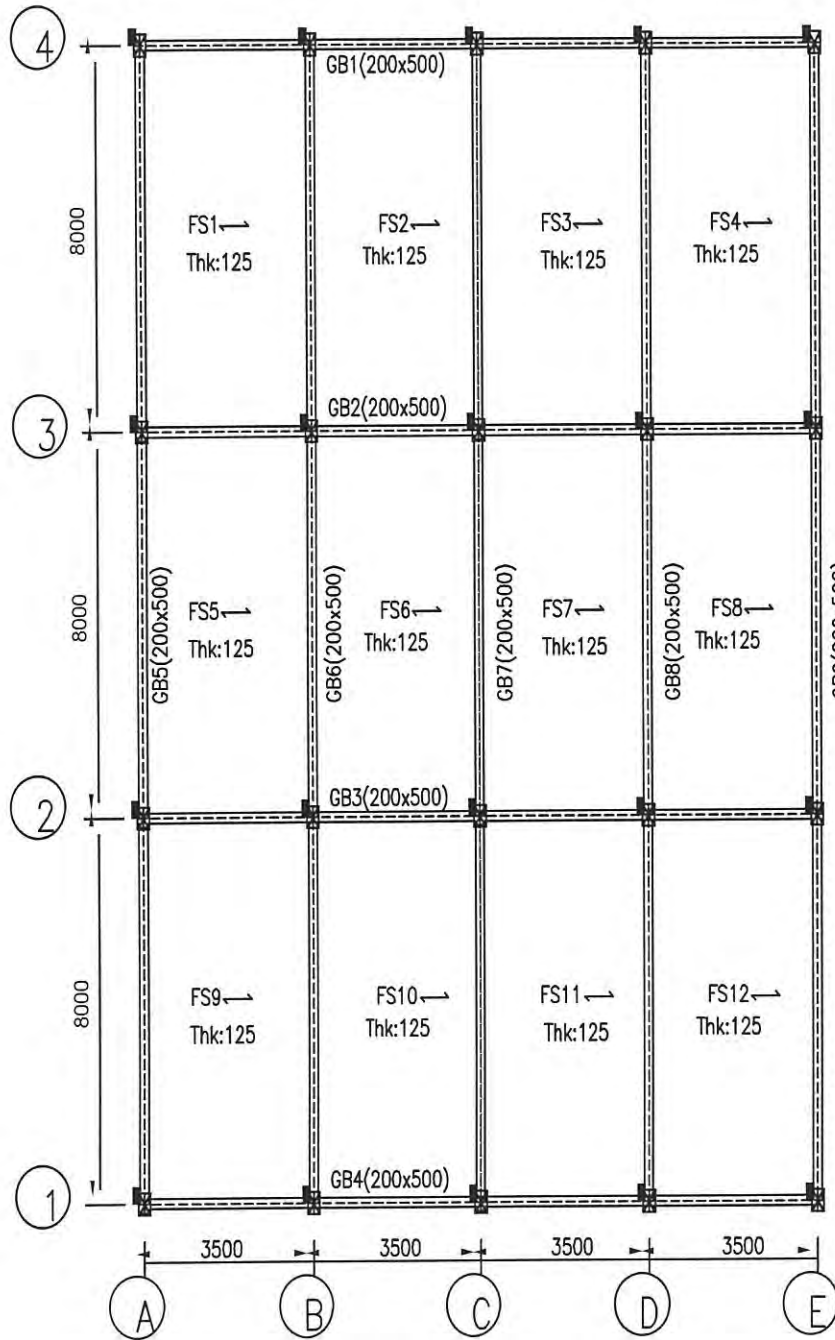 4
GB1(200x500)
8000
FS1
Thk:125
FS2
Thk:125
FS3
Thk:125
FS4
Thk:125
3
GB2(200x500)
8000
GB5(200x500)
FS5
Thk:125
GB6(200x500)
FS6
Thk:125
GB7(200x500)
FS7
Thk:125
GB8(200x500)
FS8
Thk:125
2
GB3(200x500)
8000
FS9
Thk:125
FS10
Thk:125
FS11
Thk:125
FS12
Thk:125
1
GB4(200x500)
3500
3500
3500
3500
A
B
C
D
E